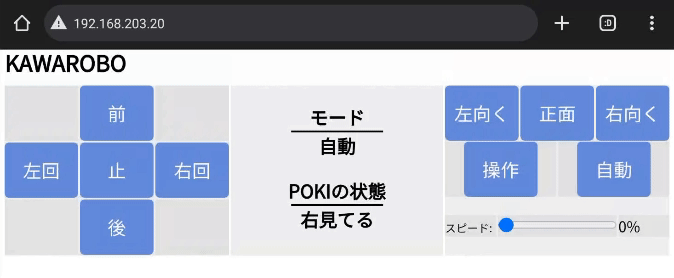 192.168.203.20
:D
KAWAROBO
前
左回
止
右回
後
モード
自動
POKIの状態
右見てる
左向く
正面
右向く
操作
自動
スピード:
0%